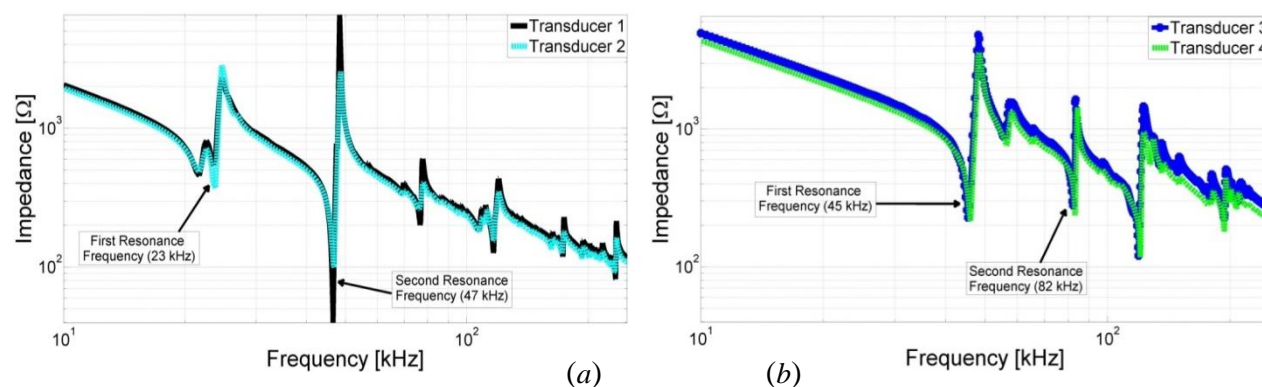 Transducer 1
Transducer 2
Impedance [Ω]
10³
10²
First Resonance
Frequency (23 kHz)
Second Resonance
Frequency (47 kHz)
10¹
10²
Frequency [kHz]
(a)
Transducer 3
Transducer 4
Impedance [Ω]
10³
10²
First Resonance
Frequency (45 kHz)
Second Resonance
Frequency (82 kHz)
10¹
10²
Frequency [kHz]
(b)